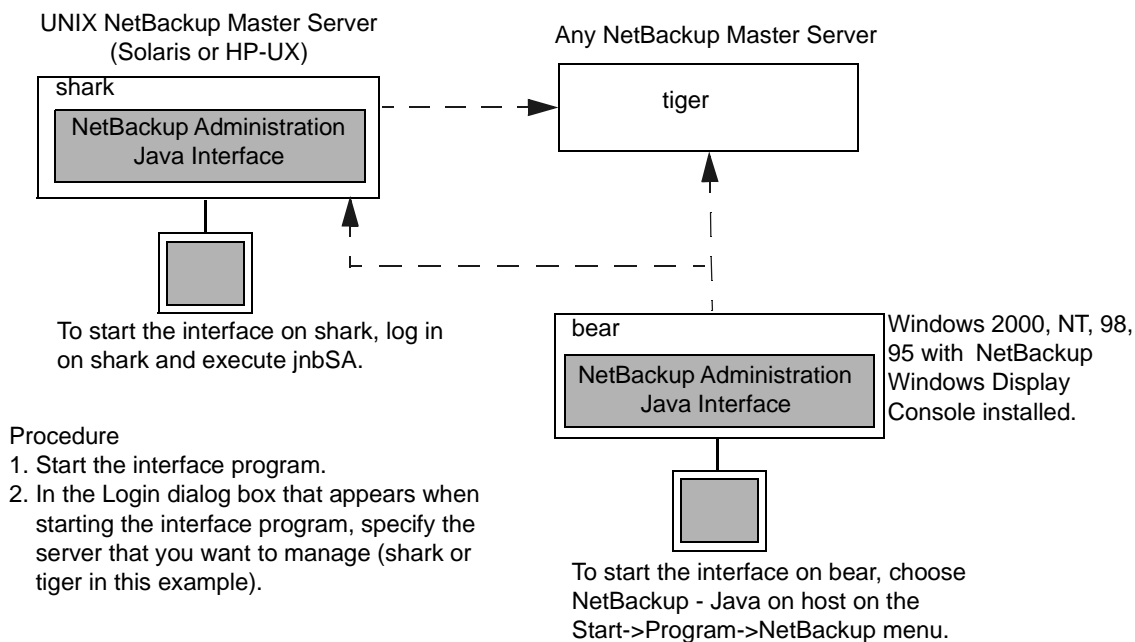 UNIX NetBackup Master Server
(Solaris or HP-UX)
shark
NetBackup Administration
Java Interface
To start the interface on shark, log in
on shark and execute jnbSA.
Any NetBackup Master Server
tiger
bear
NetBackup Administration
Java Interface
Windows 2000, NT, 98,
95 with NetBackup
Windows Display
Console installed.
To start the interface on bear, choose
NetBackup - Java on host on the
Start->Program->NetBackup menu.
Procedure
1. Start the interface program.
2. In the Login dialog box that appears when
starting the interface program, specify the
server that you want to manage (shark or
tiger in this example).